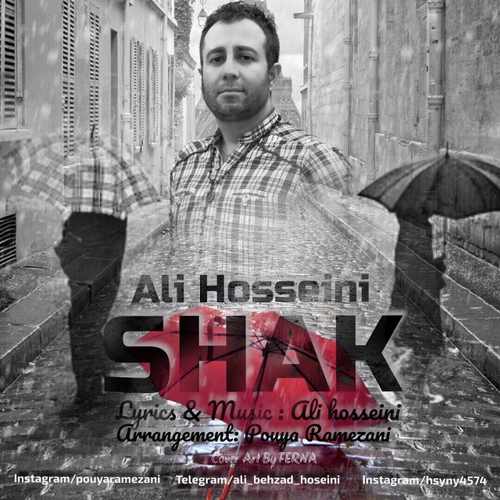 Ali Hosseini
SHAK
Lyrics & Music : Ali hosseini
Arrangement: Pouya Ramezani
Cover Art By FERNA
Instagram/pouyaramezani Telegram/ali_behzad_hoseini Instagram/hsyny4574